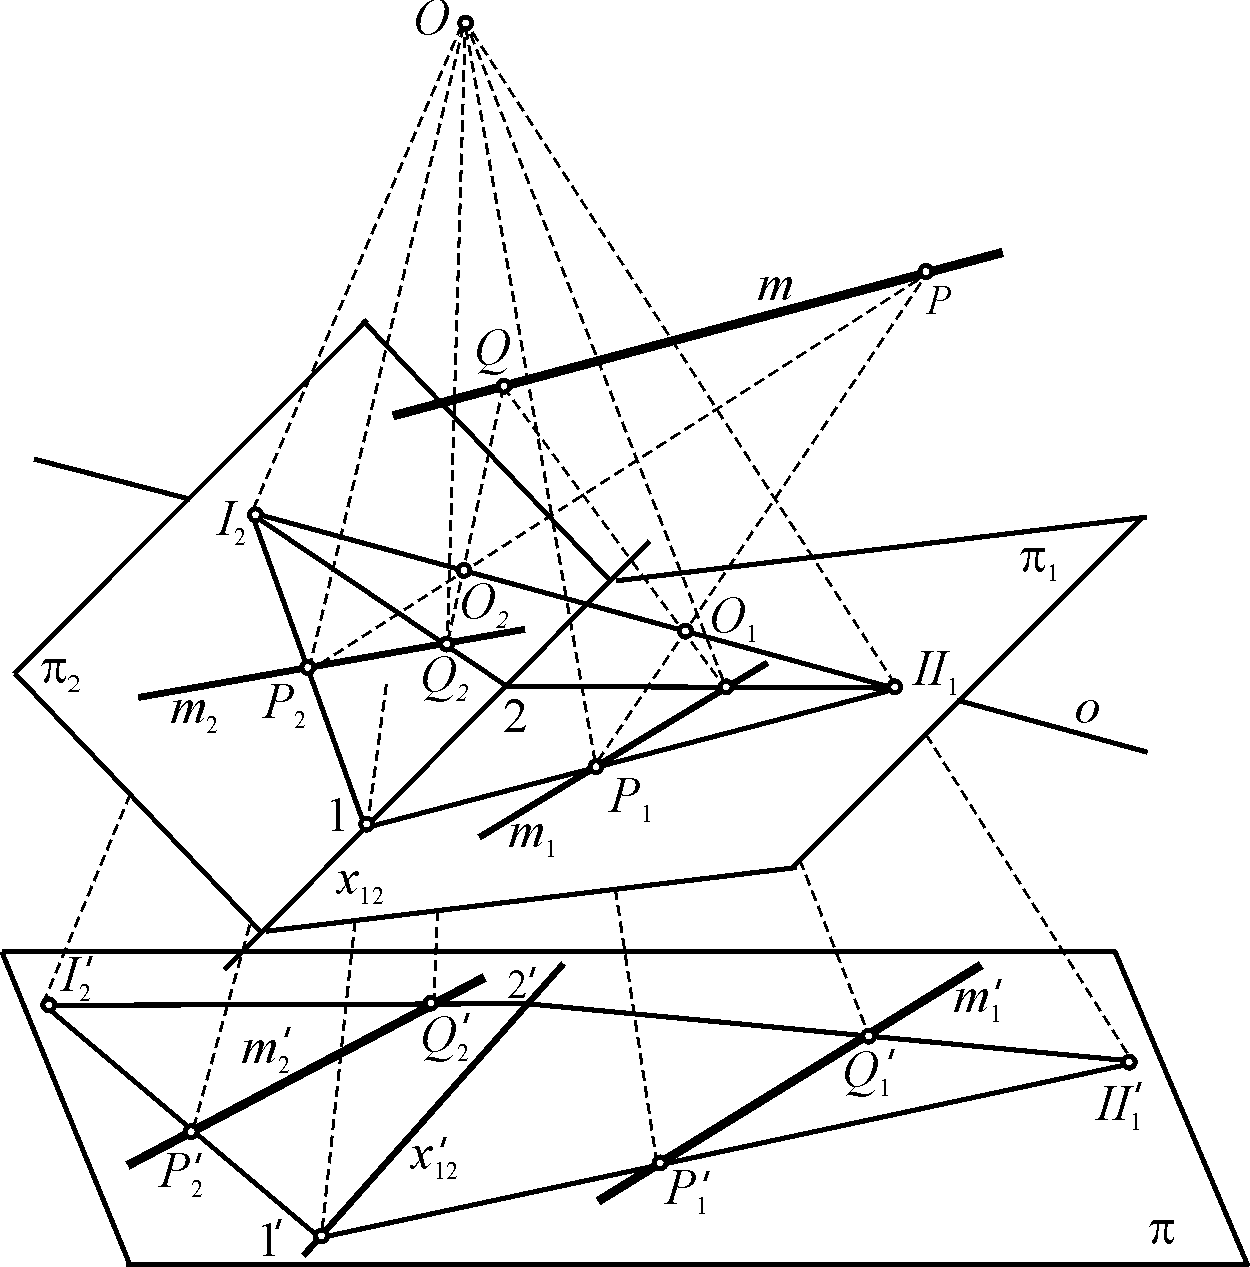 O
m
P
Q
I₂
π₁
O₂
O₁
π₂
P₂
Q₂
II₁
m₂
2
o
1
P₁
m₁
x₁₂
I′₂
2′
m′₁
m′₂
Q′₂
Q′₁
II′₁
P′₂
x′₁₂
P′₁
1′
π